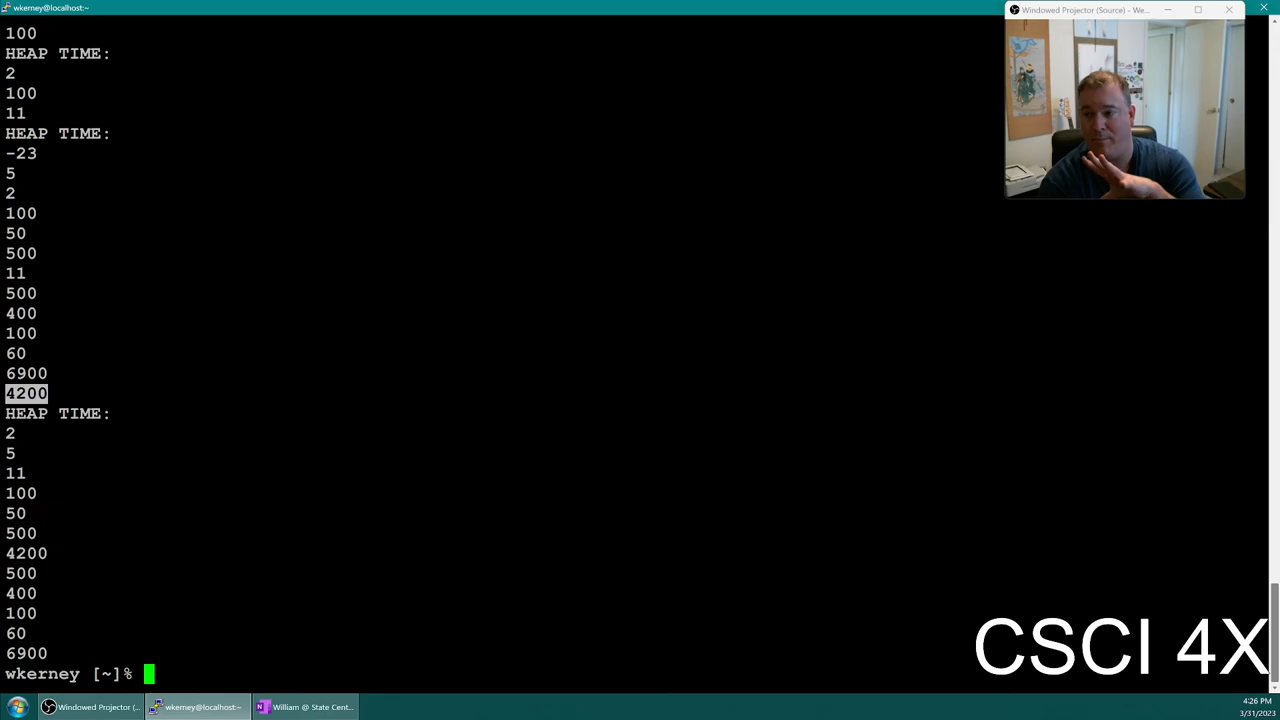 wkerney@localhost:~
Windowed Projector (Source) - We...
100
HEAP TIME:
2
100
11
HEAP TIME:
-23
5
2
100
50
500
11
500
400
100
60
6900
4200
HEAP TIME:
2
5
11
100
50
500
4200
500
400
100
60
6900
wkerney [~]%
CSCI 4X
Windowed Projector (...
wkerney@localhost:~
William @ State Cent...
4:26 PM
3/31/2023